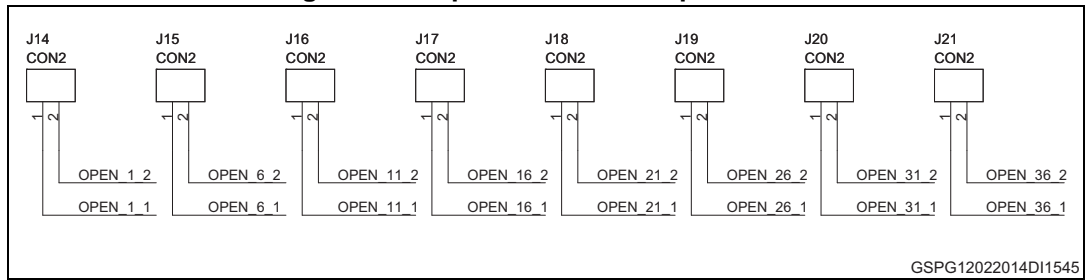 J14 J15 J16 J17 J18 J19 J20 J21
CON2 CON2 CON2 CON2 CON2 CON2 CON2 CON2
1 2 1 2 1 2 1 2 1 2 1 2 1 2 1 2
OPEN_1_2 OPEN_6_2 OPEN_11_2 OPEN_16_2 OPEN_21_2 OPEN_26_2 OPEN_31_2 OPEN_36_2
OPEN_1_1 OPEN_6_1 OPEN_11_1 OPEN_16_1 OPEN_21_1 OPEN_26_1 OPEN_31_1 OPEN_36_1
GSPG12022014DI1545